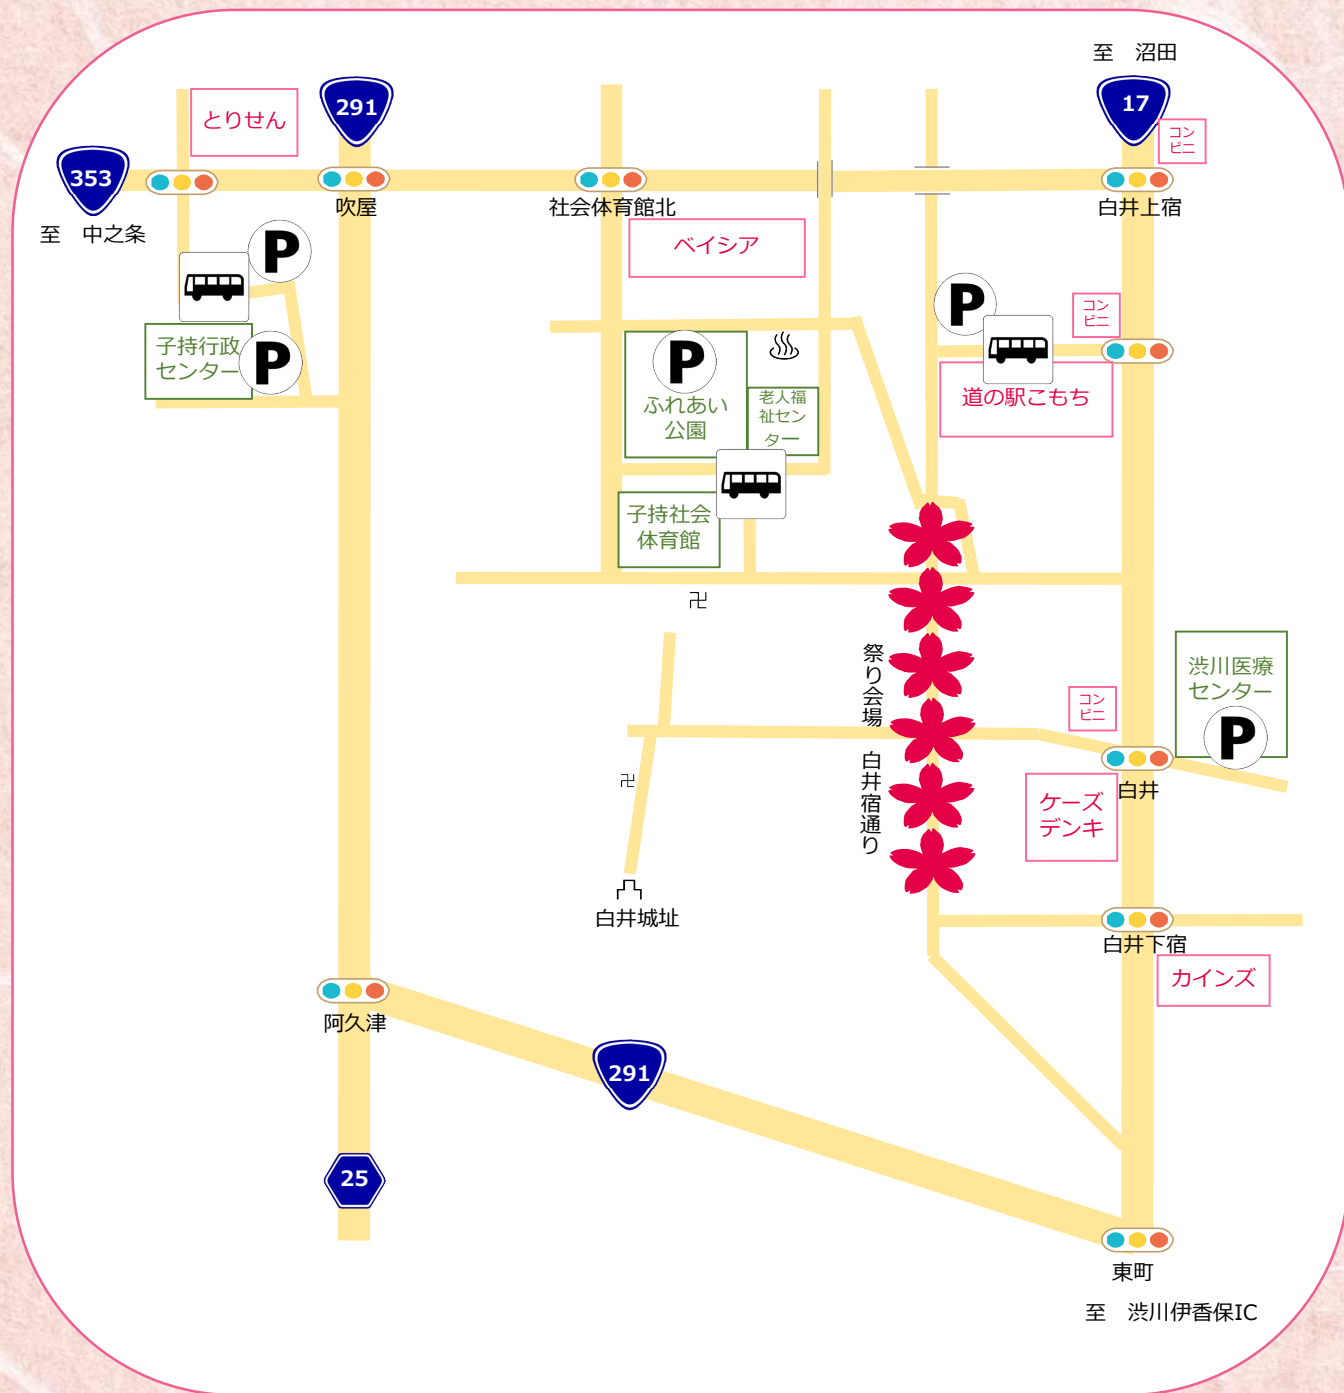 至　沼田
とりせん
291
17
コン
ビニ
353
吹屋
社会体育館北
白井上宿
至　中之条
ベイシア
P
P
コン
ビニ
子持行政
センター
P
P
ふれあい
公園
老人福
祉セン
ター
道の駅こもち
子持社会
体育館
卍
祭り会場　白井宿通り
渋川医療
センター
P
コン
ビニ
卍
白井
ケーズ
デンキ
白井城址
白井下宿
カインズ
阿久津
291
25
東町
至　渋川伊香保IC